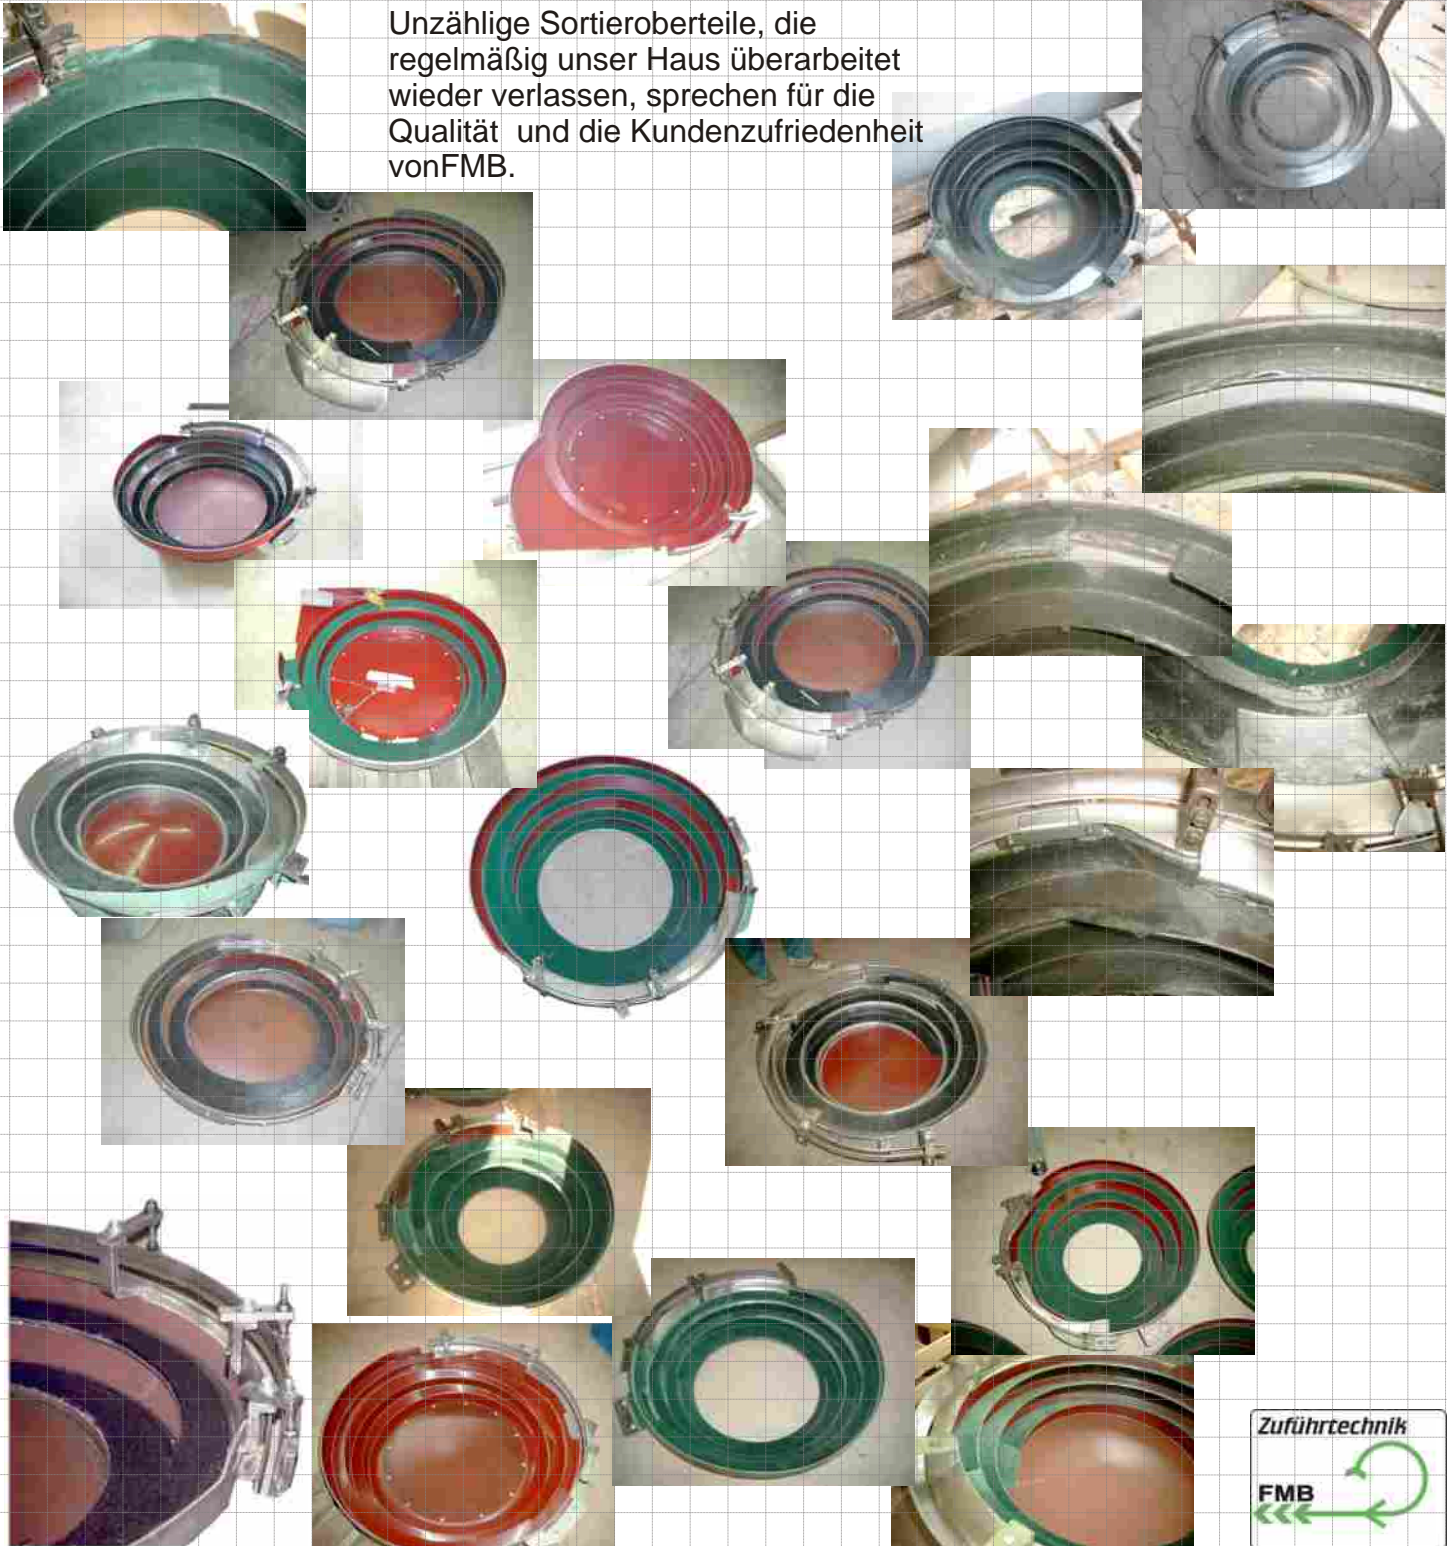 Unzählige Sortieroberteile, die
regelmäßig unser Haus überarbeitet
wieder verlassen, sprechen für die
Qualität  und die Kundenzufriedenheit
vonFMB.
Zuführtechnik
FMB